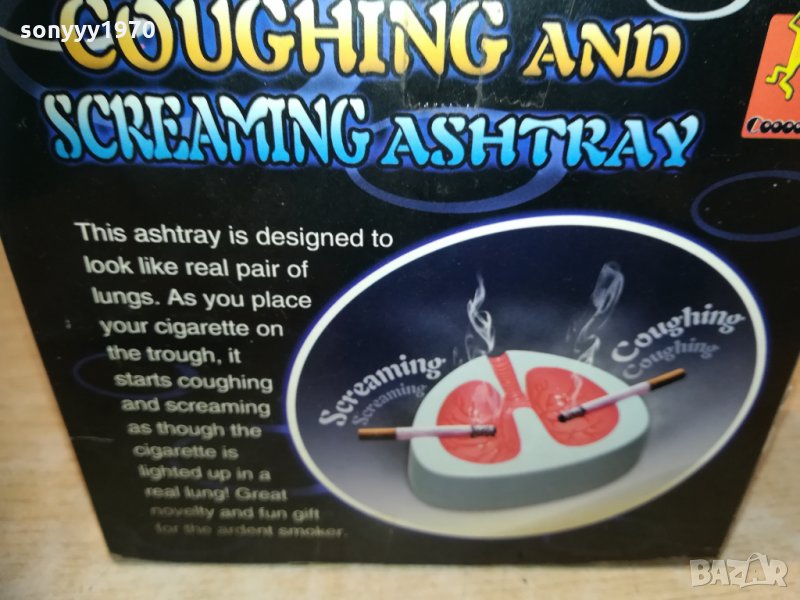 sonyyy1970
COUGHING AND
SCREAMING ASHTRAY
This ashtray is designed to
look like real pair of
lungs. As you place
your cigarette on
the trough, it
starts coughing
and screaming
as though the
cigarette is
lighted up in a
real lung! Great
novelty and fun gift
for the ardent smoker.
Screaming
Screaming
Coughing
Coughing
BAZAR